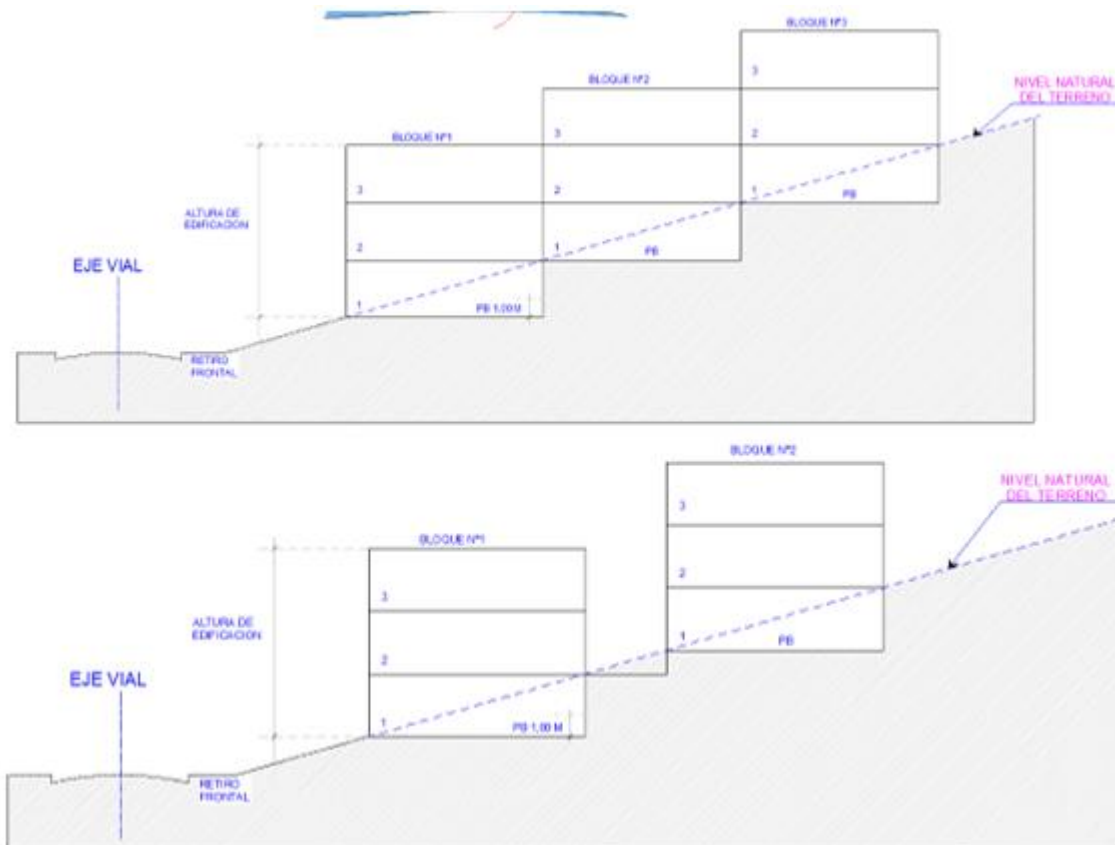 BLOQUE Nº3
3
BLOQUE Nº2
NIVEL NATURAL
DEL TERRENO
BLOQUE Nº1
3
2
3
2
1
PB
ALTURA DE
EDIFICACION
2
1
PB
EJE VIAL
1
PB 1,00 M
RETIRO
FRONTAL
BLOQUE Nº2
NIVEL NATURAL
DEL TERRENO
3
BLOQUE Nº1
3
2
ALTURA DE
EDIFICACION
2
1
PB
EJE VIAL
1
PB 1,00 M
RETIRO
FRONTAL